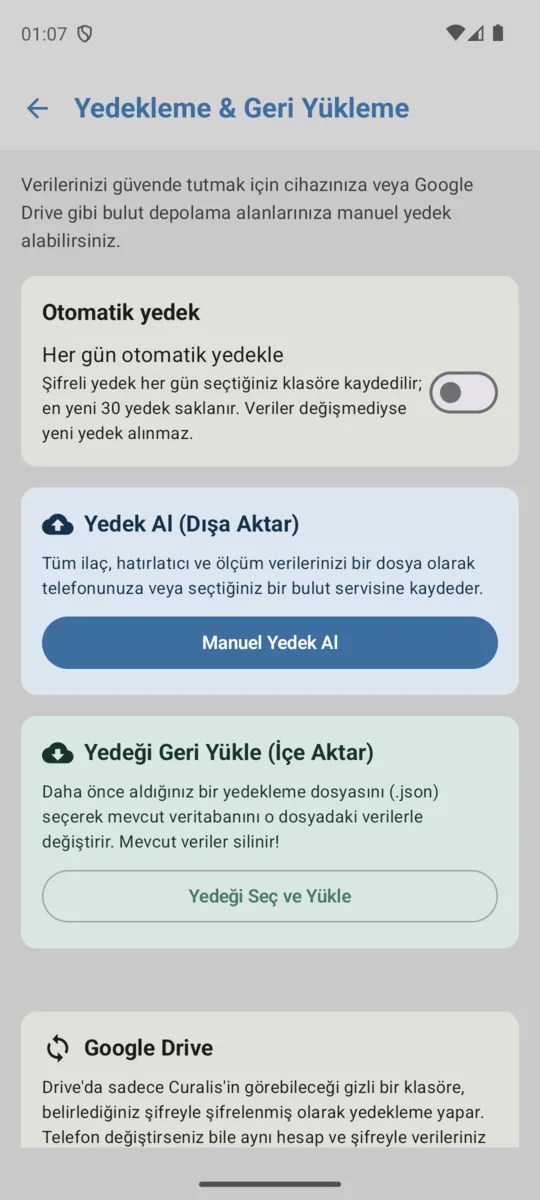 01:07
Yedekleme & Geri Yükleme
Verilerinizi güvende tutmak için cihazınıza veya Google
Drive gibi bulut depolama alanlarınıza manuel yedek
alabilirsiniz.
Otomatik yedek
Her gün otomatik yedekle
Şifreli yedek her gün seçtiğiniz klasöre kaydedilir;
en yeni 30 yedek saklanır. Veriler değişmediyse
yeni yedek alınmaz.
Yedek Al (Dışa Aktar)
Tüm ilaç, hatırlatıcı ve ölçüm verilerinizi bir dosya olarak
telefonunuza veya seçtiğiniz bir bulut servisine kaydeder.
Manuel Yedek Al
Yedeği Geri Yükle (İçe Aktar)
Daha önce aldığınız bir yedekleme dosyasını (.json)
seçerek mevcut veritabanını o dosyadaki verilerle
değiştirir. Mevcut veriler silinir!
Yedeği Seç ve Yükle
Google Drive
Drive'da sadece Curalis'in görebileceği gizli bir klasöre,
belirlediğiniz şifreyle şifrelenmiş olarak yedekleme yapar.
Telefon değiştirseniz bile aynı hesap ve şifreyle verileriniz